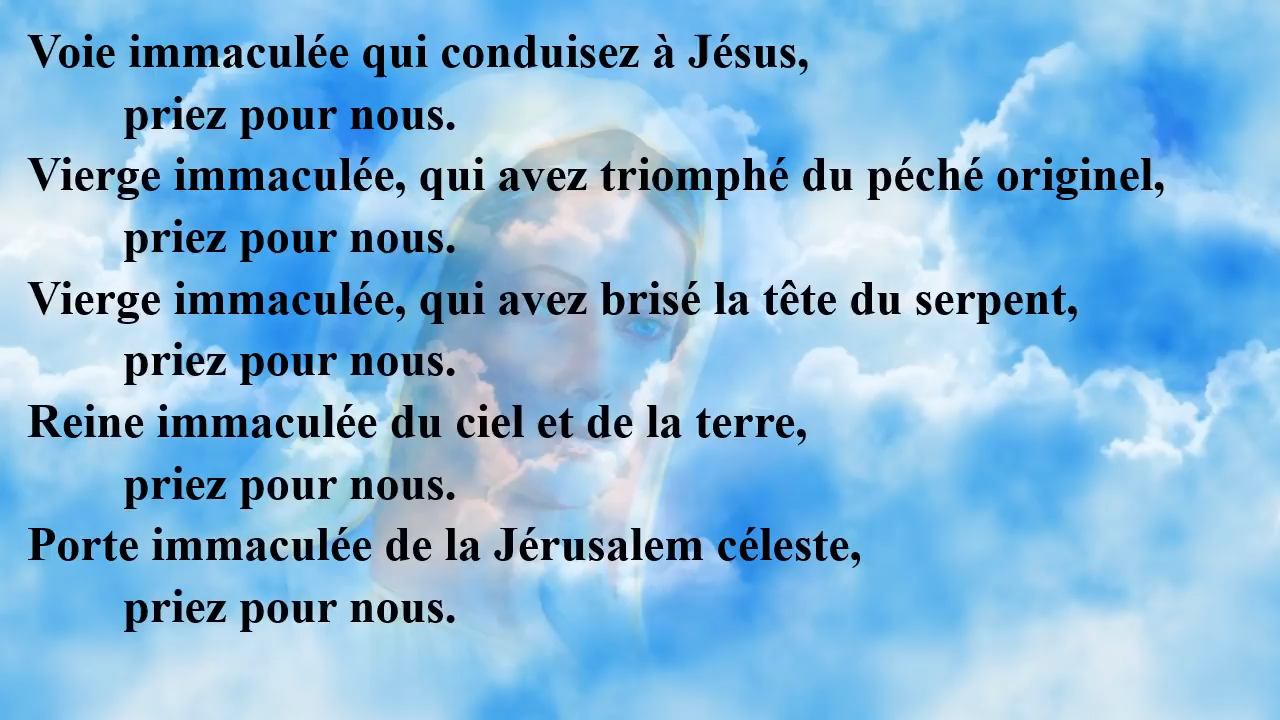 Voie immaculée qui conduisez à Jésus,
priez pour nous.
Vierge immaculée, qui avez triomphé du péché originel,
priez pour nous.
Vierge immaculée, qui avez brisé la tête du serpent,
priez pour nous.
Reine immaculée du ciel et de la terre,
priez pour nous.
Porte immaculée de la Jérusalem céleste,
priez pour nous.